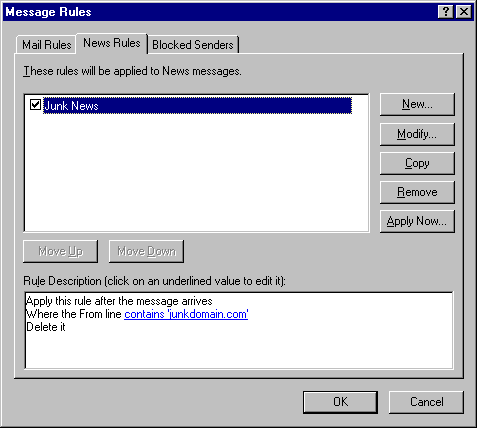 Message Rules
Mail Rules News Rules Blocked Senders
These rules will be applied to News messages.
Junk News
New...
Modify...
Copy
Remove
Apply Now...
Move Up Move Down
Rule Description (click on an underlined value to edit it):
Apply this rule after the message arrives
Where the From line contains 'junkdomain.com'
Delete it
OK Cancel